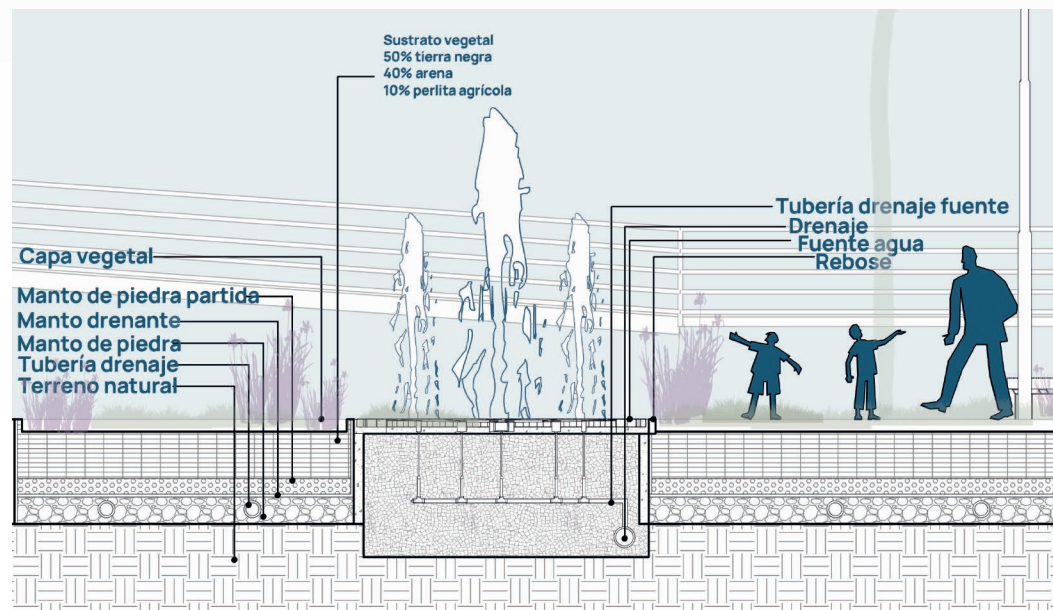 Sustrato vegetal
50% tierra negra
40% arena
10% perlita agrícola
Capa vegetal
Manto de piedra partida
Manto drenante
Manto de piedra
Tubería drenaje
Terreno natural
Tubería drenaje fuente
Drenaje
Fuente agua
Rebose